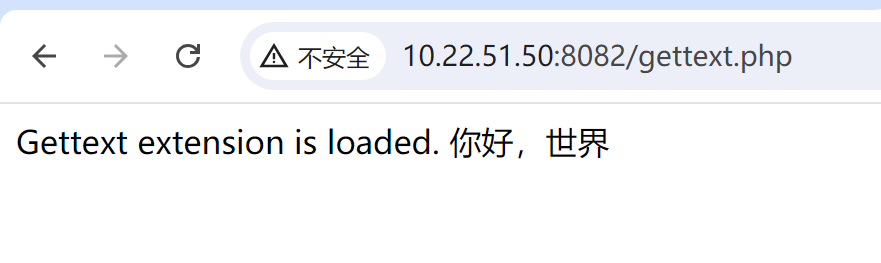 不安全 10.22.51.50:8082/gettext.php
Gettext extension is loaded. 你好，世界